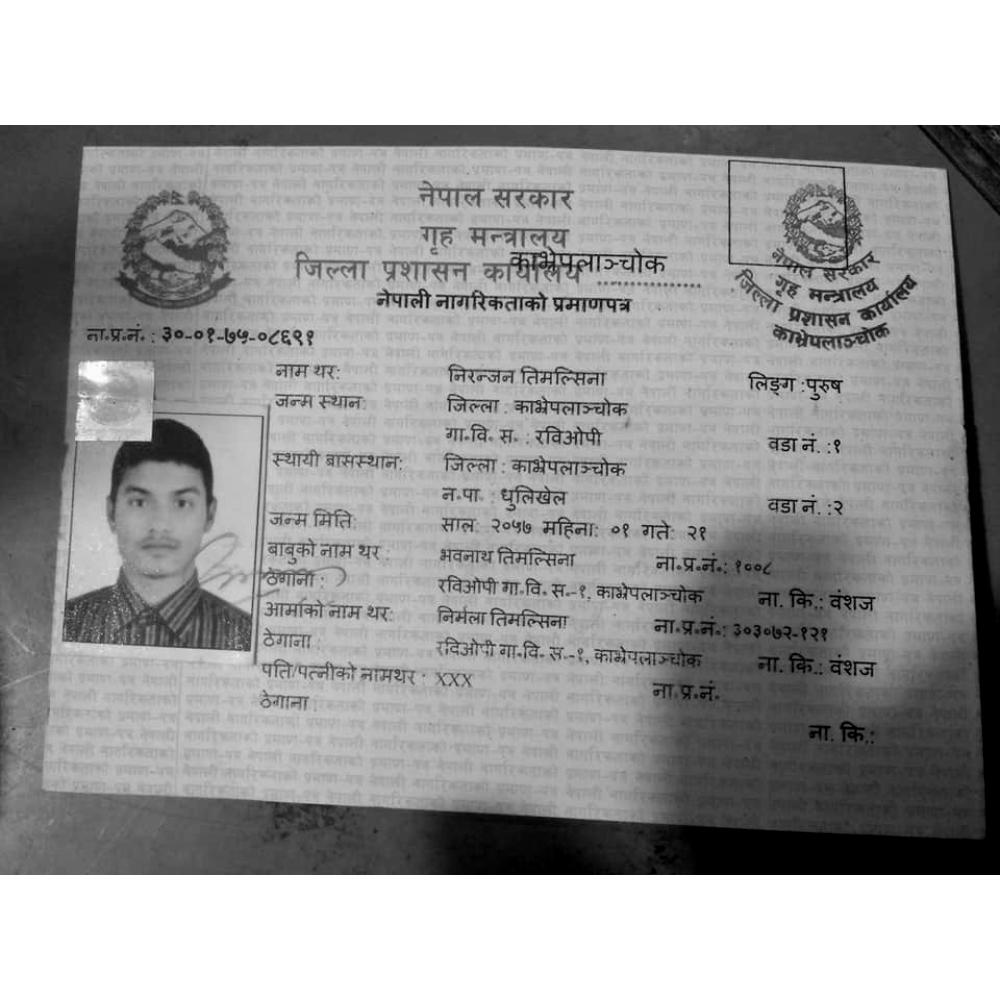 नेपाल सरकार
गृह मन्त्रालय
जिल्ला प्रशासन कार्यालय काभ्रेपलाञ्चोक
नेपाली नागरिकताको प्रमाणपत्र
नेपाल सरकार
गृह मन्त्रालय
जिल्ला प्रशासन कार्यालय
काभ्रेपलाञ्चोक
ना.प्र.नं.: ३०-०१-७५-०८६९१
नाम थर: निरन्जन तिमल्सिना लिङ्ग :पुरुष
जन्म स्थान: जिल्ला : काभ्रेपलाञ्चोक
गा.वि. स. : रविओपी वडा नं. :१
स्थायी बासस्थान: जिल्ला : काभ्रेपलाञ्चोक
न.पा : धुलिखेल वडा नं. :२
जन्म मिति: साल: २०५७ महिना: ०१ गते: २१
बाबुको नाम थर : भवनाथ तिमल्सिना ना.प्र.नं.: १००८
ठेगाना : रविओपी गा.वि. स.-१, काभ्रेपलाञ्चोक ना. कि.: वंशज
आमाको नाम थर: निर्मला तिमल्सिना ना.प्र.नं.: ३०३०७२-१२१
ठेगाना : रविओपी गा.वि. स.-१, काभ्रेपलाञ्चोक ना. कि.: वंशज
पति/पत्नीको नामथर : XXX ना.प्र.नं.
ठेगाना : ना. कि.: